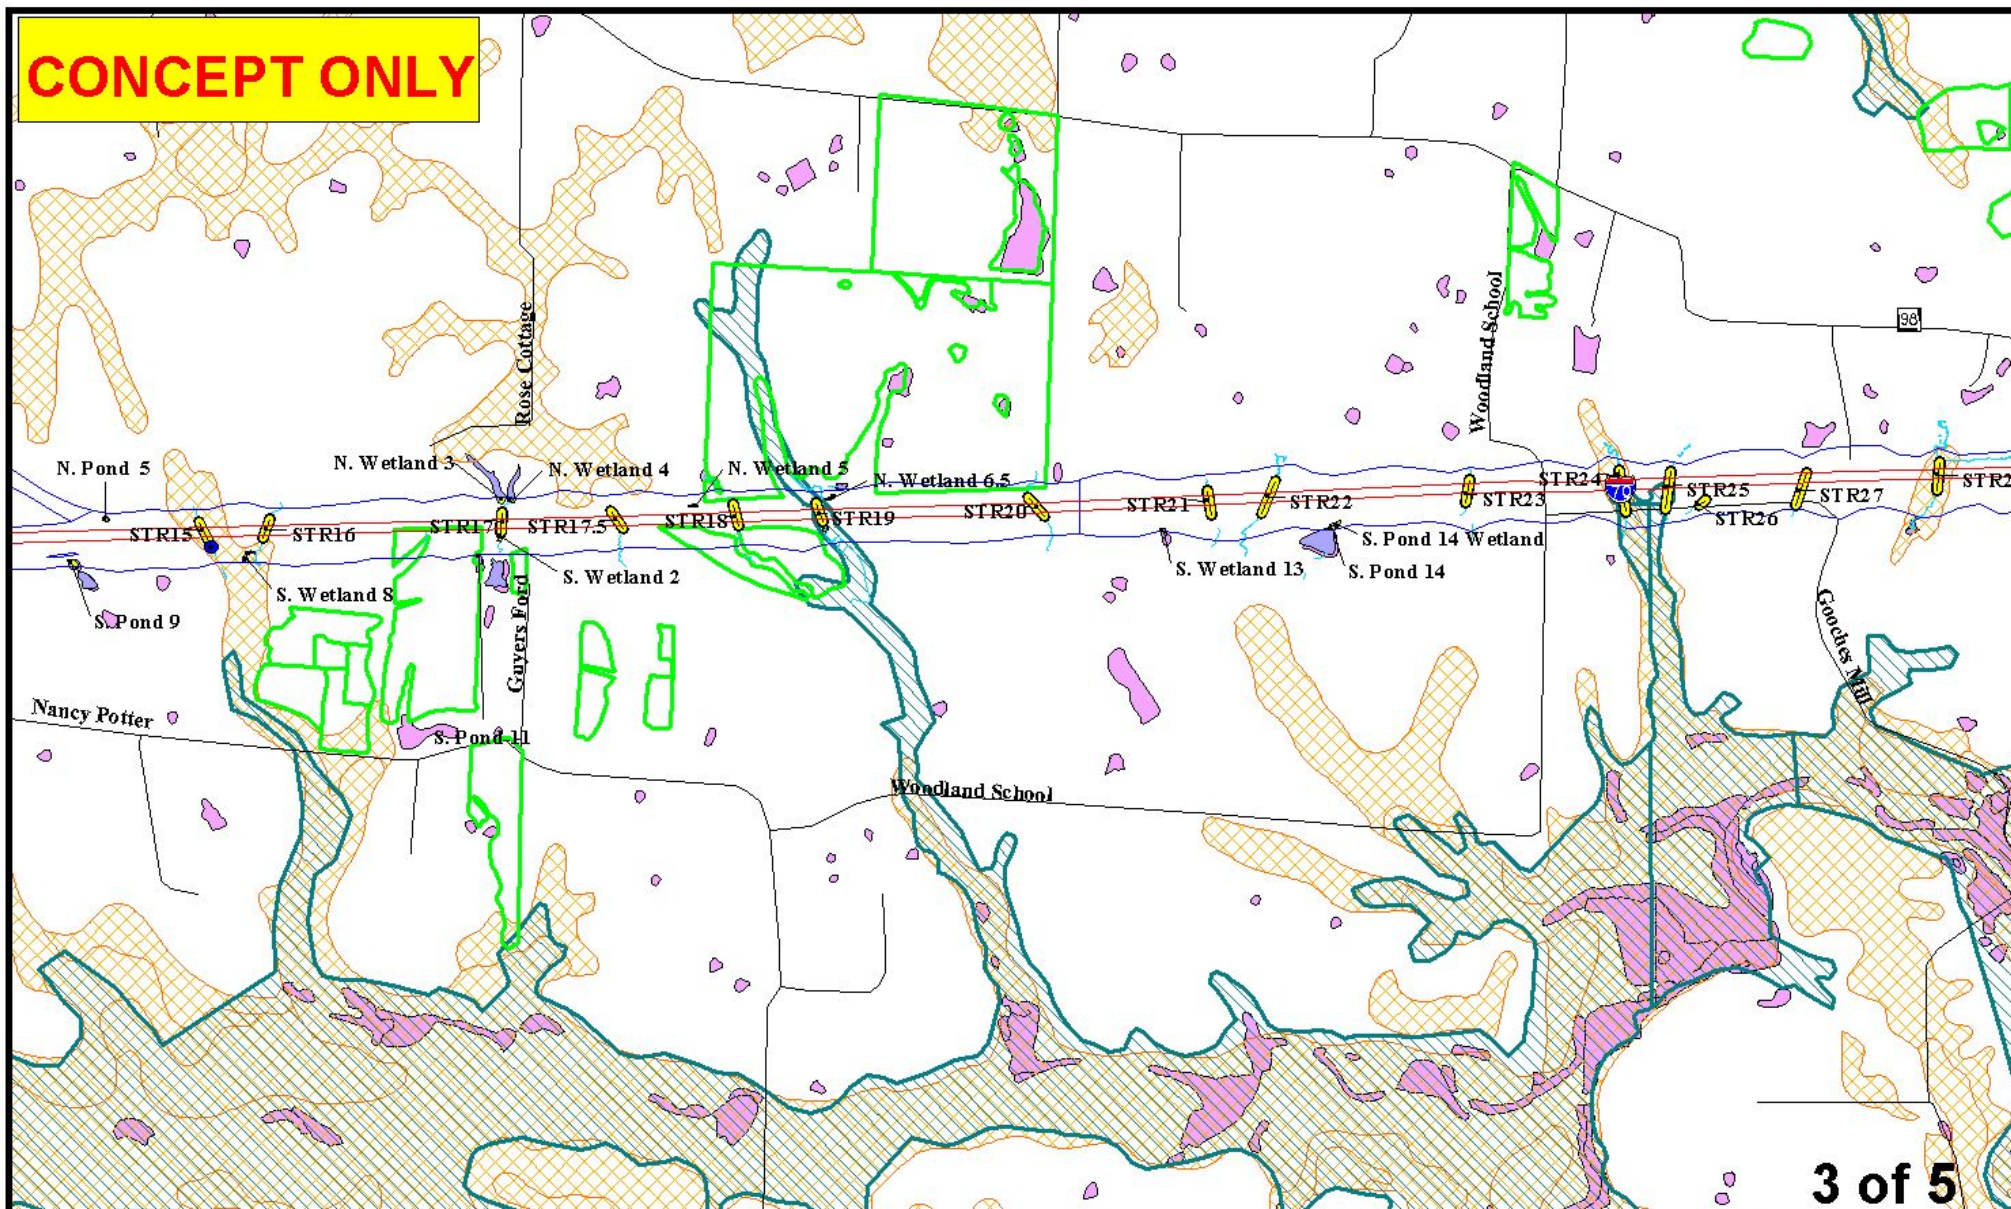 CONCEPT ONLY
Rose Cottage
Woodland School
98
N. Pond 5
N. Wetland 3
N. Wetland 4
N. Wetland 5
N. Wetland 6.5
STR15
STR16
STR17
STR17.5
STR18
STR19
STR20
STR21
STR22
STR23
STR24
70
STR25
STR26
STR27
STR2
S. Pond 14 Wetland
S. Pond 14
S. Wetland 13
S. Wetland 2
S. Wetland 8
S. Pond 9
Guyers Ford
Gooches Mill
Nancy Potter
S. Pond 11
Woodland School
3 of 5